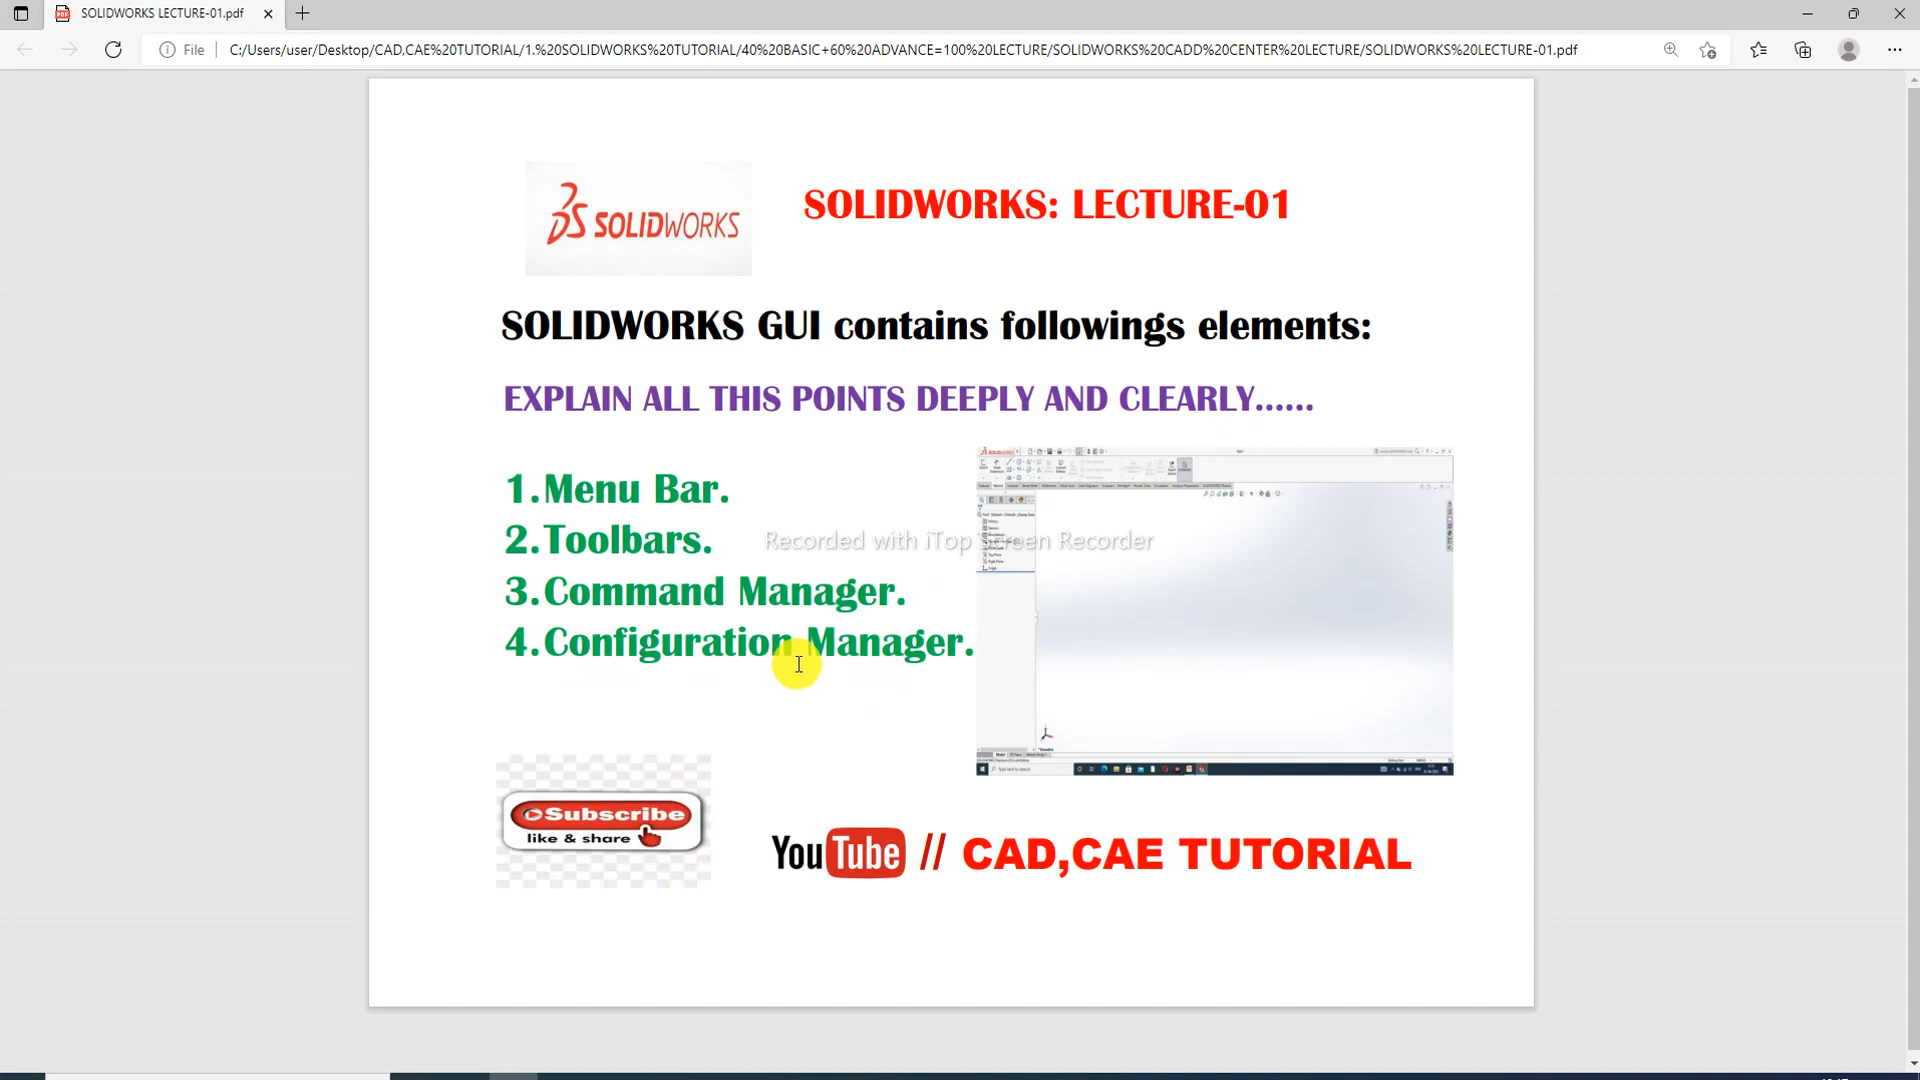 SOLIDWORKS LECTURE-01.pdf
File
C:/Users/user/Desktop/CAD,CAE%20TUTORIAL/1.%20SOLIDWORKS%20TUTORIAL/40%20BASIC+60%20ADVANCE=100%20LECTURE/SOLIDWORKS%20CADD%20CENTER%20LECTURE/SOLIDWORKS%20LECTURE-01.pdf
SOLIDWORKS
SOLIDWORKS: LECTURE-01
SOLIDWORKS GUI contains followings elements:
EXPLAIN ALL THIS POINTS DEEPLY AND CLEARLY......
1.Menu Bar.
2.Toolbars.
3.Command Manager.
4.Configuration Manager.
Recorded with iTop Screen Recorder
Subscribe
like & share
YouTube // CAD,CAE TUTORIAL